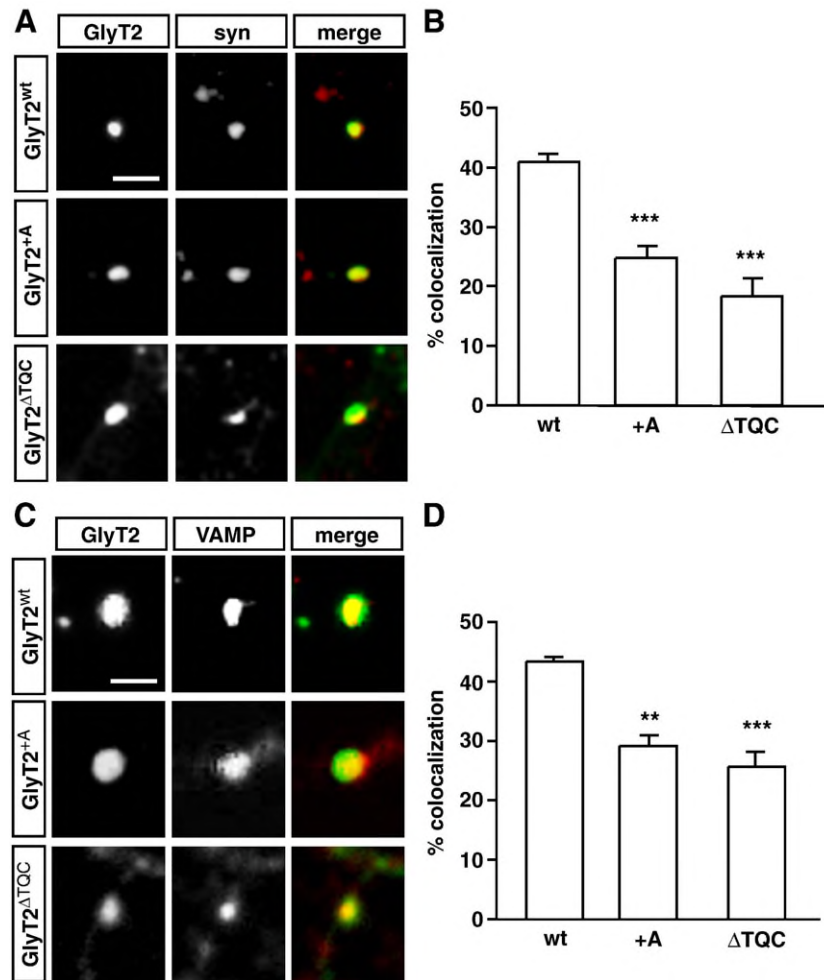 A
GlyT2 syn merge
GlyT2wt
GlyT2+A
GlyT2ΔTQC
B
50
40
30
20
10
0
% colocalization
***
***
wt +A ΔTQC
C
GlyT2 VAMP merge
GlyT2wt
GlyT2+A
GlyT2ΔTQC
D
50
40
30
20
10
0
% colocalization
**
***
wt +A ΔTQC